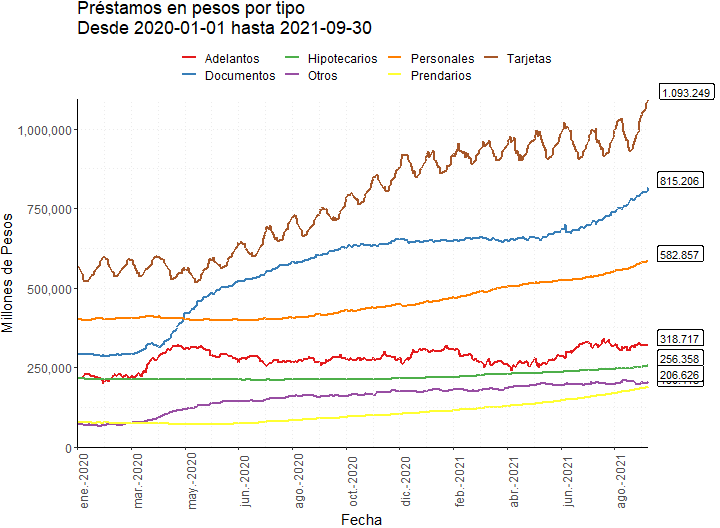 Préstamos en pesos por tipo
Desde 2020-01-01 hasta 2021-09-30
Adelantos Hipotecarios Personales Tarjetas
Documentos Otros Prendarios
Millones de Pesos
1,000,000
750,000
500,000
250,000
0
1.093.249
815.206
582.857
318.717
256.358
206.626
ene.-2020 mar.-2020 may.-2020 jun.-2020 ago.-2020 oct.-2020 dic.-2020 feb.-2021 abr.-2021 jun.-2021 ago.-2021
Fecha